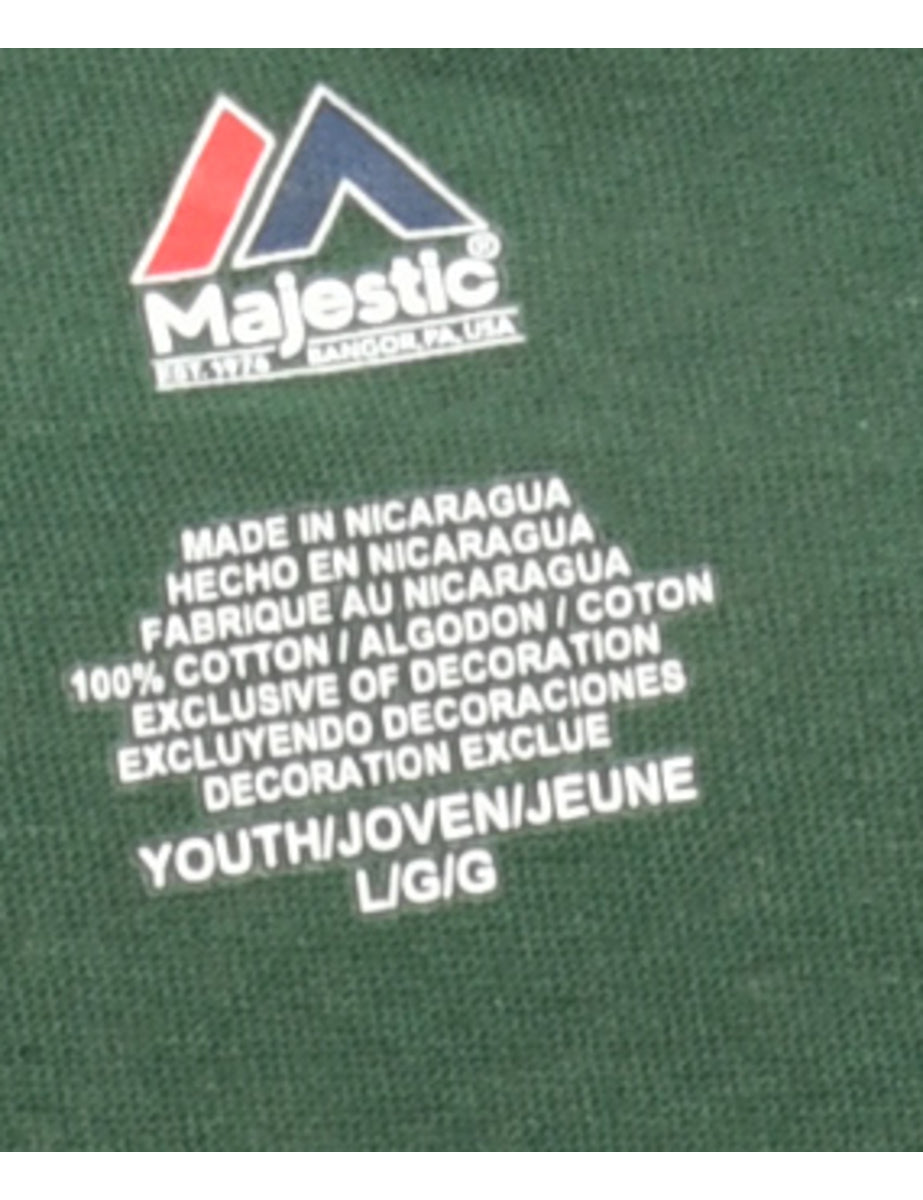 Majestic®
EST. 1976 BANGOR, PA, USA
MADE IN NICARAGUA
HECHO EN NICARAGUA
FABRIQUE AU NICARAGUA
100% COTTON / ALGODON / COTON
EXCLUSIVE OF DECORATION
EXCLUYENDO DECORACIONES
DECORATION EXCLUE
YOUTH/JOVEN/JEUNE
L/G/G